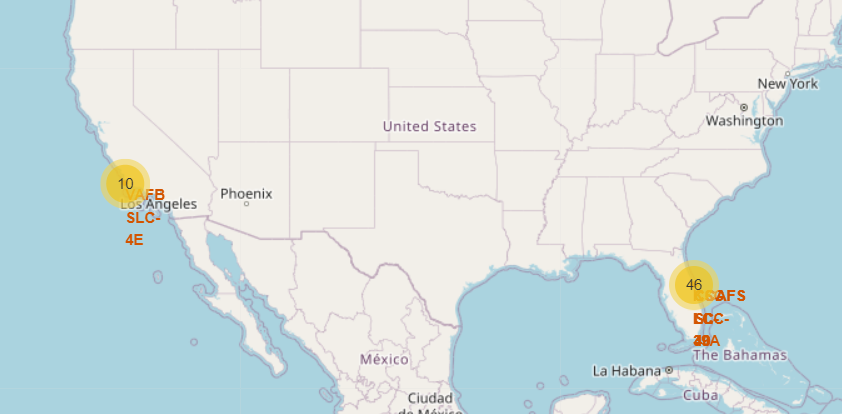 New York
Washington
United States
10
VAFB
SLC-
4E
Los Angeles
Phoenix
46
The Bahamas
México
La Habana
Cuba
Ciudad
de México